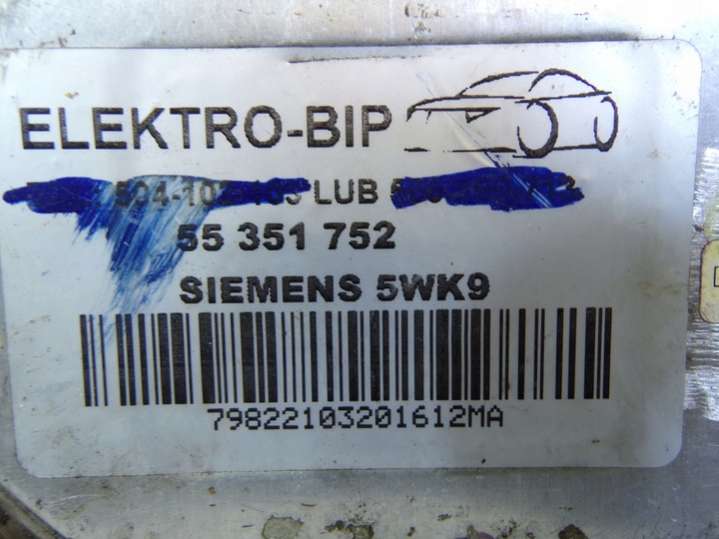 ELEKTRO-BIP
LUB
55 351 752
SIEMENS 5WK9
79822103201612MA